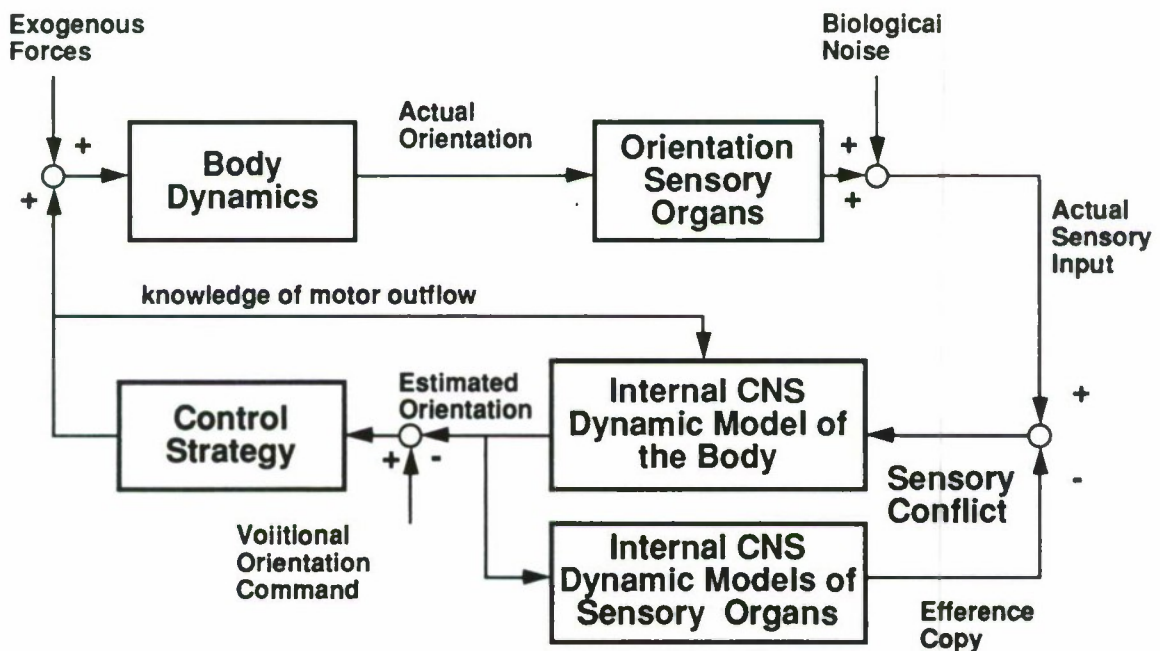 Exogenous
Forces
Biological
Noise
+
+
Body
Dynamics
Actual
Orientation
Orientation
Sensory
Organs
+
+
Actual
Sensory
Input
knowledge of motor outflow
Control
Strategy
Estimated
Orientation
+ -
Internal CNS
Dynamic Model of
the Body
+
-
Sensory
Conflict
Voiitional
Orientation
Command
Internal CNS
Dynamic Models of
Sensory Organs
Efference
Copy